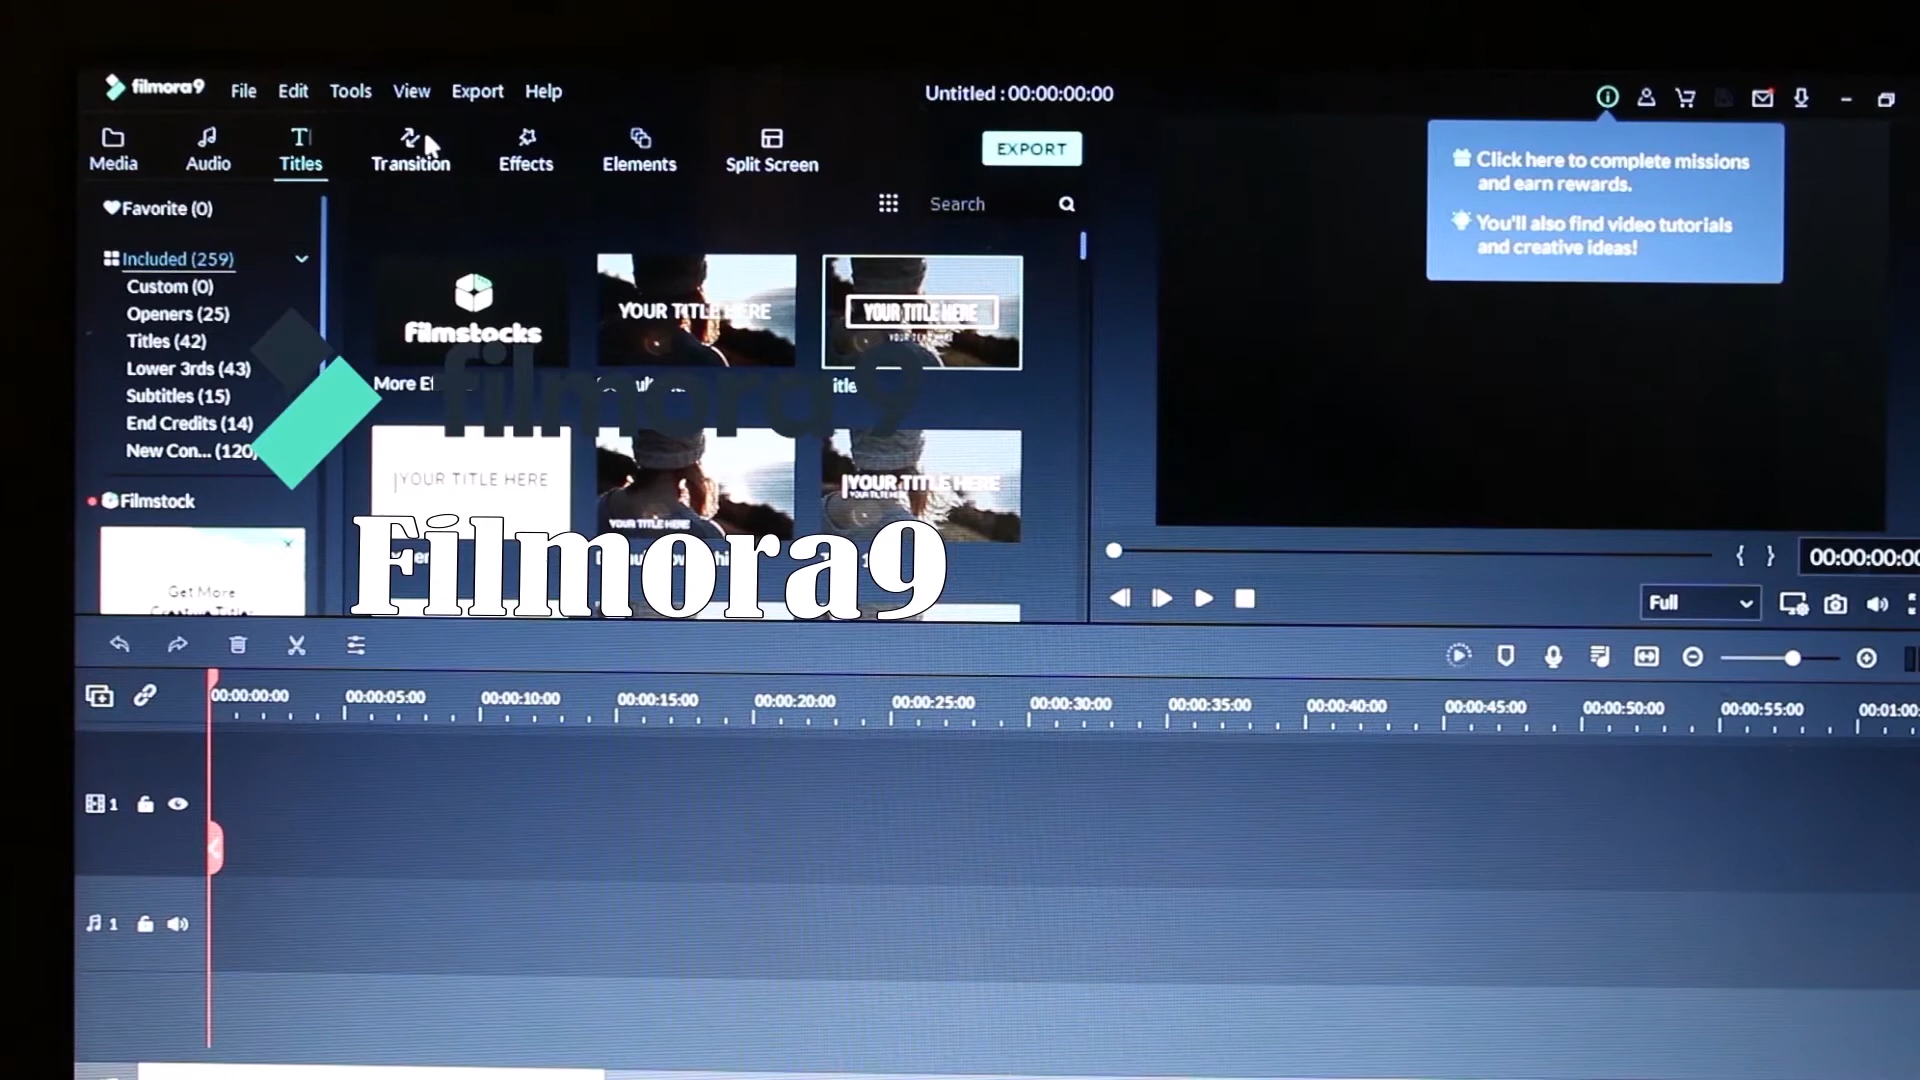 filmora9 File Edit Tools View Export Help
Untitled : 00:00:00:00
Media Audio Titles Transition Effects Elements Split Screen
EXPORT
Click here to complete missions
and earn rewards.
You'll also find video tutorials
and creative ideas!
Favorite (0)
Search
Included (259)
Custom (0)
Openers (25)
Titles (42)
Lower 3rds (43)
Subtitles (15)
End Credits (14)
New Con... (120)
Filmstock
Get More
Filmstocks
YOUR TITLE HERE
YOUR TITLE HERE
More
filmora9
YOUR TITLE HERE
YOUR TITLE HERE
YOUR TITLE HERE
Filmora9
00:00:00:00
Full
00:00:00:00 00:00:05:00 00:00:10:00 00:00:15:00 00:00:20:00 00:00:25:00 00:00:30:00 00:00:35:00 00:00:40:00 00:00:45:00 00:00:50:00 00:00:55:00 00:01:00:
1
1